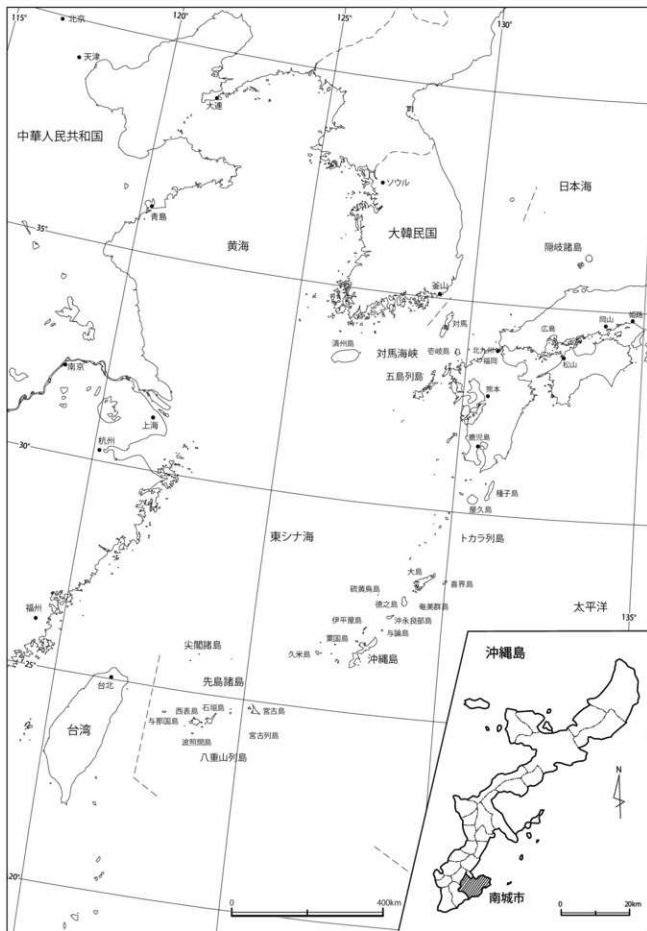 115°
120°
125°
130°
北京
天津
大連
中華人民共和国
ソウル
日本海
青島
大韓民国
黄海
隠岐諸島
35°
釜山
対馬
岡山
姫路
広島
済州島
対馬海峡
壱岐島
北九州
福岡
松山
五島列島
南京
熊本
上海
杭州
鹿児島
30°
種子島
屋久島
東シナ海
トカラ列島
大島
硫黄鳥島
喜界島
徳之島
奄美群島
太平洋
福州
伊平屋島
沖永良部島
135°
与論島
粟国島
尖閣諸島
久米島
沖縄島
25°
台北
先島諸島
西表島
石垣島
宮古島
与那国島
台湾
波照間島
宮古列島
八重山列島
沖縄島
N
20°
南城市
0
400km
0
20km